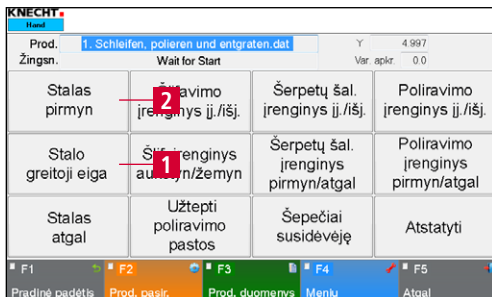 KNECHT
Hand
Prod. 1. Schleifen, polieren und entgraten.dat Y 4.997
Žingsn. Wait for Start Var. apkr. 0.0
Stalas
pirmyn
2
įrenginys įj./išj.
Šerpetų šal.
įrenginys įj./išj.
Poliravimo
įrenginys įj./išj.
Stalo
greitoji eiga
1
Šerpetų šal.
įrenginys
pirmyn/atgal
Poliravimo
įrenginys
pirmyn/atgal
Stalas
atgal
Užtepti
poliravimo
pastos
Šepečiai
susidėvėję
Atstatyti
F1 F2 F3 F4 F5
Pradinė padėtis Prod. pasir. Prod. duomenys Meniu Atgal